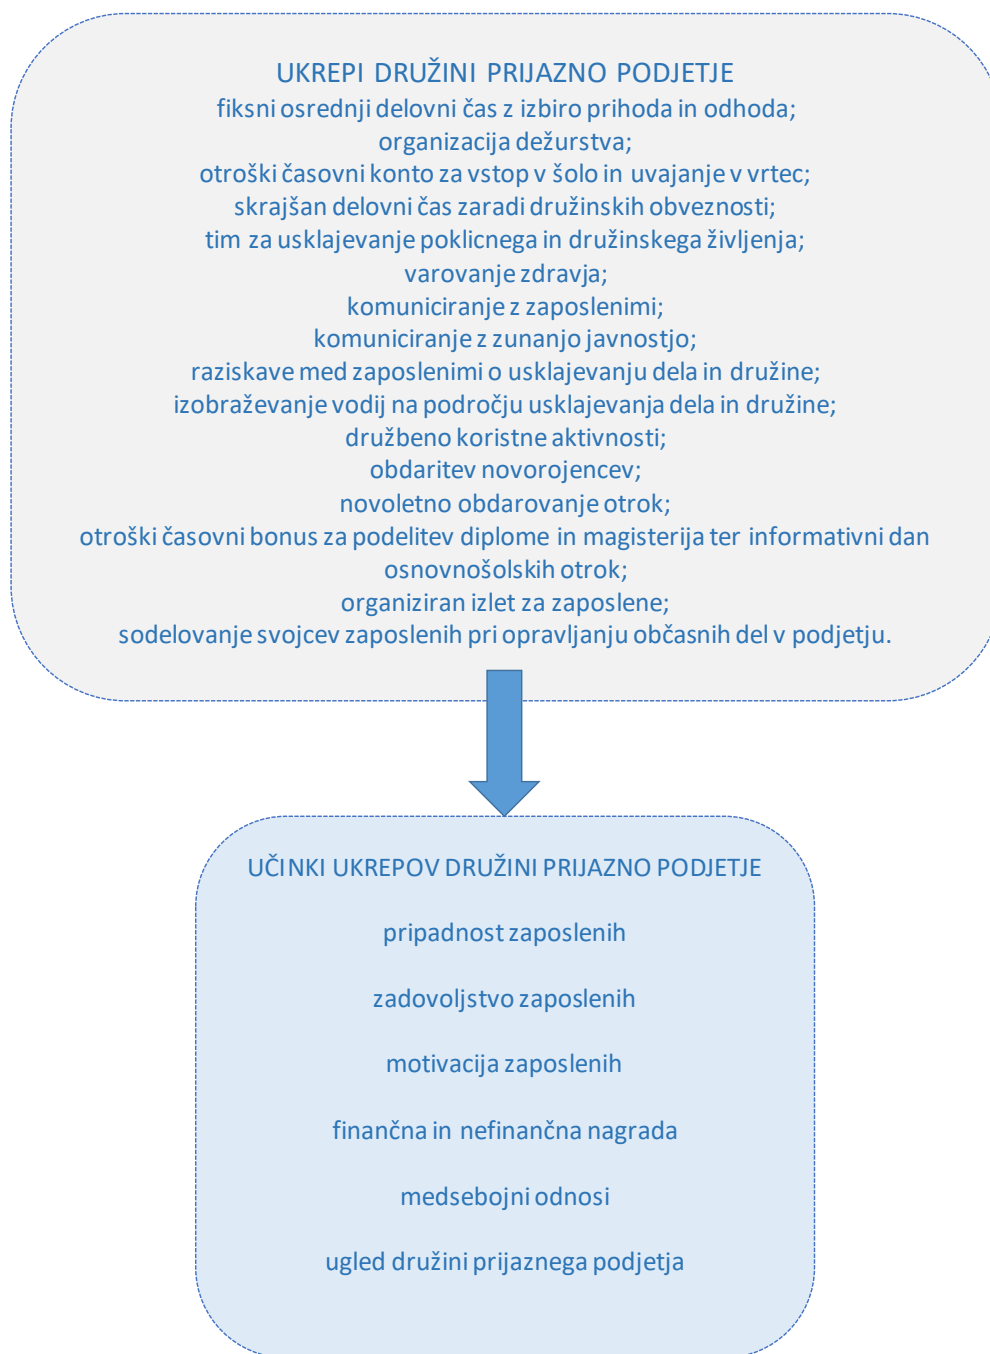 UKREPI DRUŽINI PRIJAZNO PODJETJE
fiksni osrednji delovni čas z izbiro prihoda in odhoda;
organizacija dežurstva;
otroški časovni konto za vstop v šolo in uvajanje v vrtec;
skrajšan delovni čas zaradi družinskih obveznosti;
tim za usklajevanje poklicnega in družinskega življenja;
varovanje zdravja;
komuniciranje z zaposlenimi;
komuniciranje z zunanjo javnostjo;
raziskave med zaposlenimi o usklajevanju dela in družine;
izobraževanje vodij na področju usklajevanja dela in družine;
družbeno koristne aktivnosti;
obdaritev novorojencev;
novoletno obdarovanje otrok;
otroški časovni bonus za podelitev diplome in magisterija ter informativni dan
osnovnošolskih otrok;
organiziran izlet za zaposlene;
sodelovanje svojcev zaposlenih pri opravljanju občasnih del v podjetju.
UČINKI UKREPOV DRUŽINI PRIJAZNO PODJETJE
pripadnost zaposlenih
zadovoljstvo zaposlenih
motivacija zaposlenih
finančna in nefinančna nagrada
medsebojni odnosi
ugled družini prijaznega podjetja